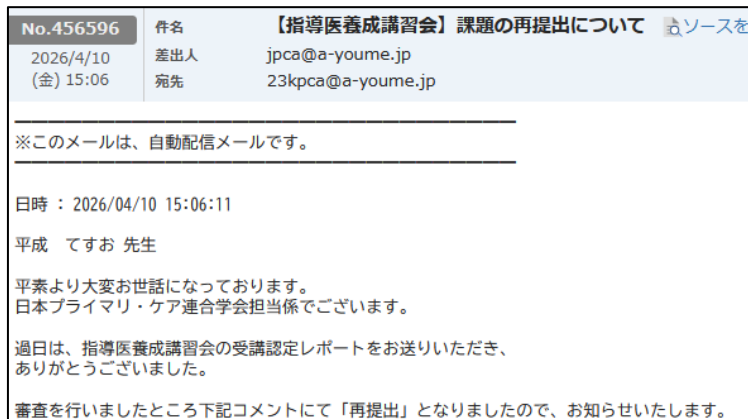 No.456596
2026/4/10
(金) 15:06
件名 【指導医養成講習会】課題の再提出について ソースを
差出人 jpca@a-youme.jp
宛先 23kpca@a-youme.jp
※このメールは、自動配信メールです。
日時 : 2026/04/10 15:06:11
平成 てすお 先生
平素より大変お世話になっております。
日本プライマリ・ケア連合学会担当係でございます。
過日は、指導医養成講習会の受講認定レポートをお送りいただき、
ありがとうございました。
審査を行いましたところ下記コメントにて「再提出」となりましたので、お知らせいたします。